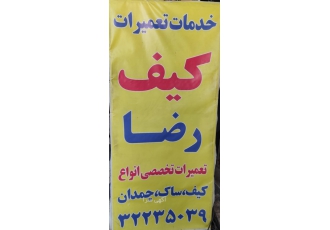 خدمات تعمیرات
کیف
رضا
تعمیرات تخصصی انواع
کیف،ساک،چمدان
۳۲۲۳۵۰۳۹